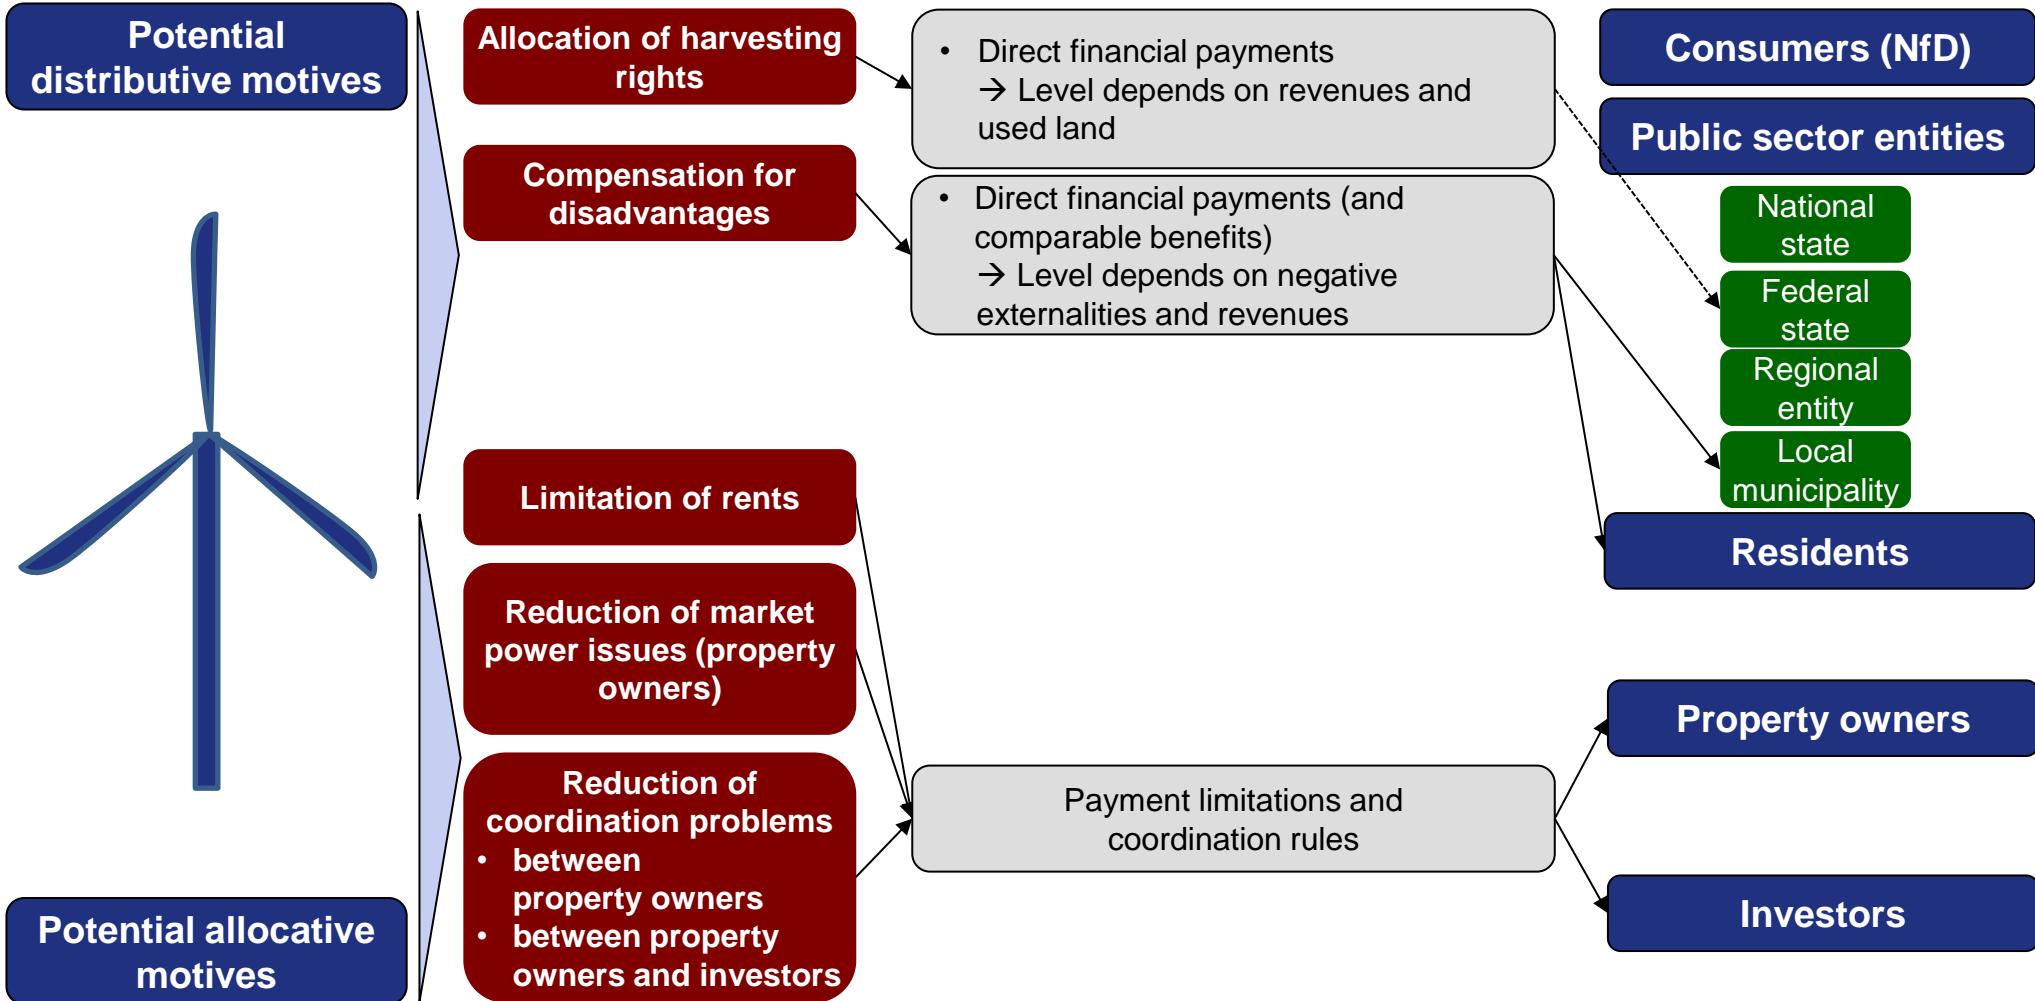 Potential
distributive motives
Allocation of harvesting
rights
Compensation for
disadvantages
Limitation of rents
Reduction of market
power issues (property
owners)
Reduction of
coordination problems
• between
property owners
• between property
owners and investors
Potential allocative
motives
• Direct financial payments
→ Level depends on revenues and
used land
• Direct financial payments (and
comparable benefits)
→ Level depends on negative
externalities and revenues
Payment limitations and
coordination rules
Consumers (NfD)
Public sector entities
National
state
Federal
state
Regional
entity
Local
municipality
Residents
Property owners
Investors